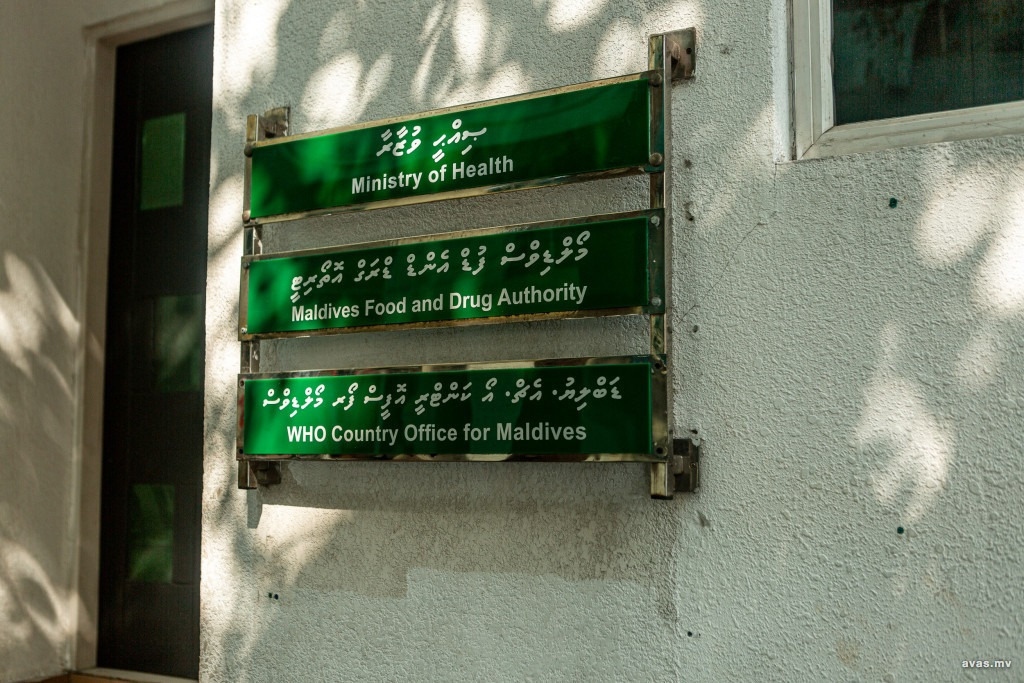 ޞިއްޙީ ވުޒާރާ
Ministry of Health
މޯލްޑިވްސް ފުޑް އެންޑް ޑްރަގް އޮތޯރިޓީ
Maldives Food and Drug Authority
ޑަބްލިޔު. އެޗް. އޯ ކަންޓްރީ އޮފީސް ފޯރ މޯލްޑިވްސް
WHO Country Office for Maldives
avas.mv